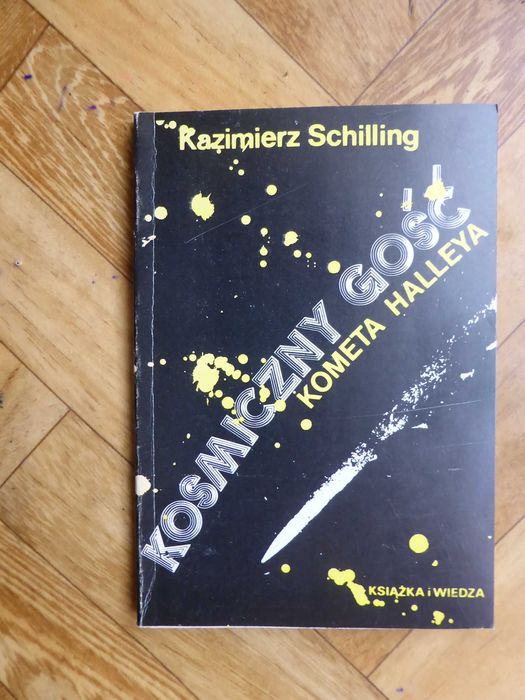 Kazimierz Schilling
KOSMICZNY GOŚĆ
KOMETA HALLEYA
KSIĄŻKA i WIEDZA